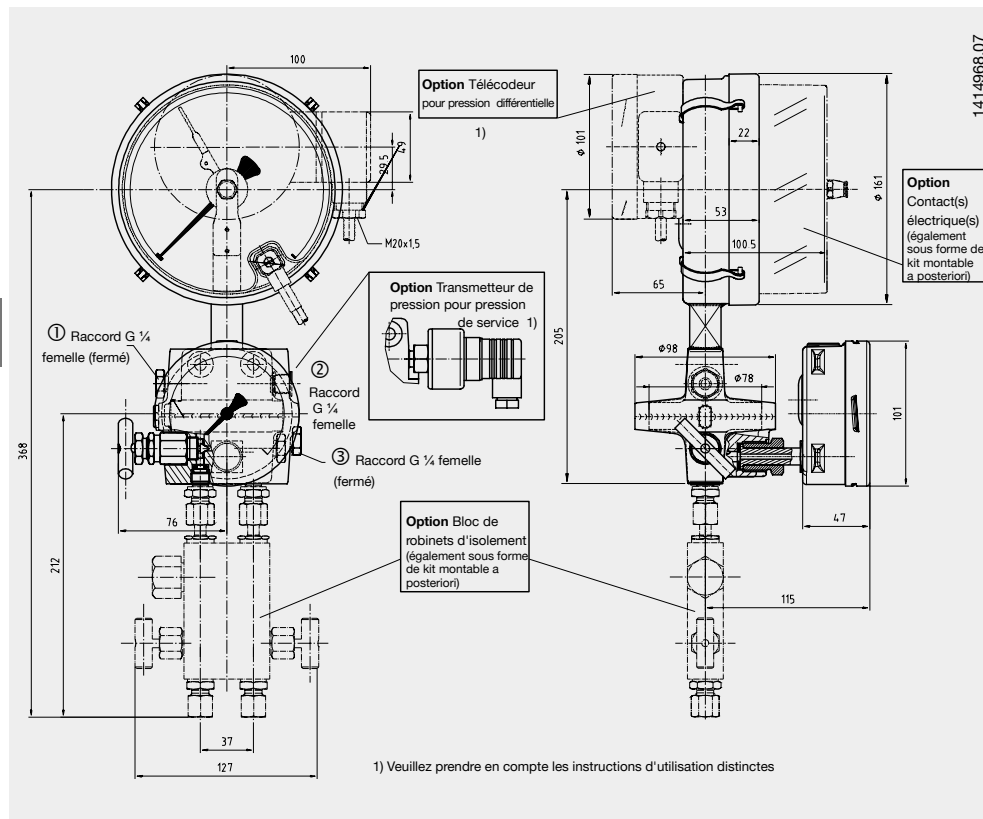 1414968.07
100
Option Télécodeur
pour pression différentielle
1)
49
29.5
M20x1,5
ϕ 101
22
ϕ 161
53
100.5
65
Option
Contact(s)
électrique(s)
(également
sous forme de
kit montable
a posteriori)
Option Transmetteur de
pression pour pression
de service 1)
① Raccord G ¼
femelle (fermé)
②
Raccord
G ¼
femelle
③ Raccord G ¼ femelle
(fermé)
205
ϕ98
ϕ78
101
368
76
212
47
Option Bloc de
robinets d'isolement
(également sous forme
de kit montable a
posteriori)
115
37
127
1) Veuillez prendre en compte les instructions d'utilisation distinctes